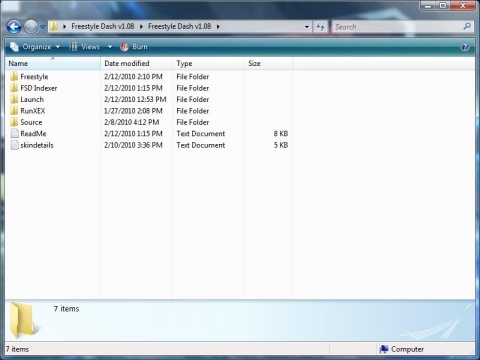 Freestyle Dash v1.08 Freestyle Dash v1.08 Search
Organize Views Burn
Name Date modified Type Size
Freestyle 2/12/2010 2:10 PM File Folder
FSD Indexer 2/12/2010 1:15 PM File Folder
Launch 2/12/2010 12:53 PM File Folder
RunXEX 1/27/2010 2:08 PM File Folder
Source 2/8/2010 4:12 PM File Folder
ReadMe 2/12/2010 1:15 PM Text Document 8 KB
skindetails 2/10/2010 3:36 PM Text Document 5 KB
7 items
7 items Computer